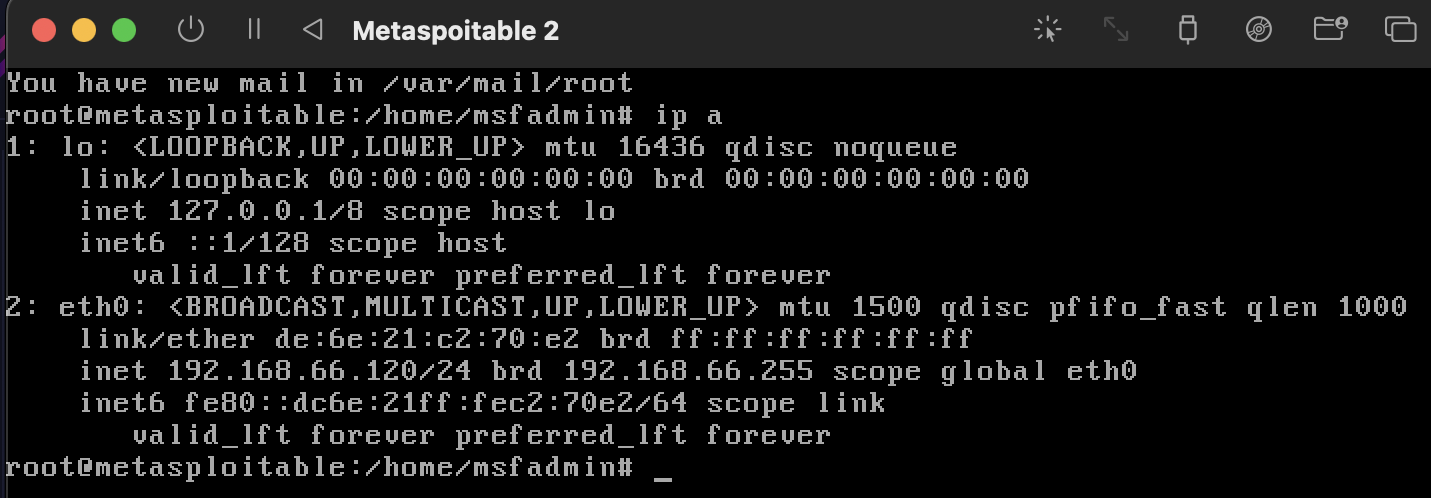 Metaspoitable 2
You have new mail in /var/mail/root
root@metasploitable:/home/msfadmin# ip a
1: lo: <LOOPBACK,UP,LOWER_UP> mtu 16436 qdisc noqueue
    link/loopback 00:00:00:00:00:00 brd 00:00:00:00:00:00
    inet 127.0.0.1/8 scope host lo
    inet6 ::1/128 scope host
       valid_lft forever preferred_lft forever
2: eth0: <BROADCAST,MULTICAST,UP,LOWER_UP> mtu 1500 qdisc pfifo_fast qlen 1000
    link/ether de:6e:21:c2:70:e2 brd ff:ff:ff:ff:ff:ff
    inet 192.168.66.120/24 brd 192.168.66.255 scope global eth0
    inet6 fe80::dc6e:21ff:fec2:70e2/64 scope link
       valid_lft forever preferred_lft forever
root@metasploitable:/home/msfadmin# _